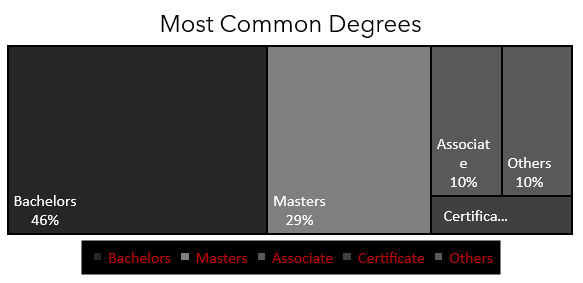 Most Common Degrees
Bachelors
46%
Masters
29%
Associat
e
10%
Others
10%
Certifica...
Bachelors Masters Associate Certificate Others